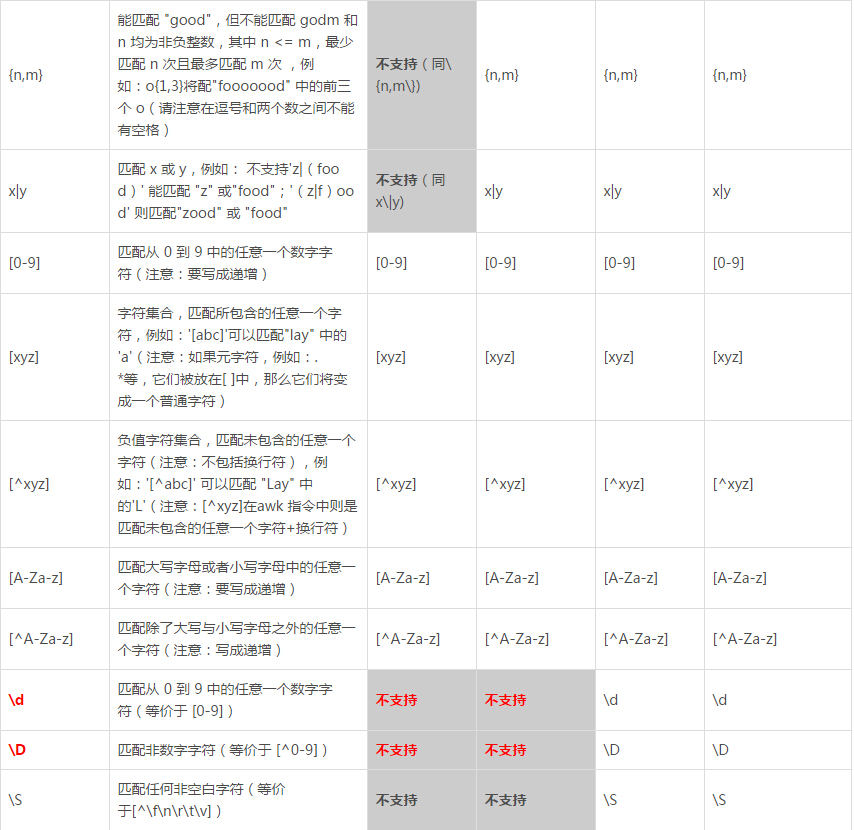 能匹配 "good"，但不能匹配 godm 和
n 均为非负整数，其中 n <= m，最少
匹配 n 次且最多匹配 m 次 ，例
如：o{1,3}将配"fooooood" 中的前三
个 o（请注意在逗号和两个数之间不能
有空格）
{n,m}
不支持（同\
{n,m\})
{n,m}
{n,m}
{n,m}
x|y
匹配 x 或 y，例如： 不支持'z|（foo
d）' 能匹配 "z" 或"food"；'（z|f）oo
d' 则匹配"zood" 或 "food"
不支持（同
x\|y)
x|y
x|y
x|y
[0-9]
匹配从 0 到 9 中的任意一个数字字
符（注意：要写成递增）
[0-9]
[0-9]
[0-9]
[0-9]
[xyz]
字符集合，匹配所包含的任意一个字
符，例如：'[abc]'可以匹配"lay" 中的
'a'（注意：如果元字符，例如：.
*等，它们被放在[ ]中，那么它们将变
成一个普通字符）
[xyz]
[xyz]
[xyz]
[xyz]
[^xyz]
负值字符集合，匹配未包含的任意一个
字符（注意：不包括换行符），例
如：'[^abc]' 可以匹配 "Lay" 中
的'L'（注意：[^xyz]在awk 指令中则是
匹配未包含的任意一个字符+换行符）
[^xyz]
[^xyz]
[^xyz]
[^xyz]
[A-Za-z]
匹配大写字母或者小写字母中的任意一
个字符（注意：要写成递增）
[A-Za-z]
[A-Za-z]
[A-Za-z]
[A-Za-z]
[^A-Za-z]
匹配除了大写与小写字母之外的任意一
个字符（注意：写成递增）
[^A-Za-z]
[^A-Za-z]
[^A-Za-z]
[^A-Za-z]
\d
匹配从 0 到 9 中的任意一个数字字
符（等价于 [0-9]）
不支持
不支持
\d
\d
\D
匹配非数字字符（等价于 [^0-9]）
不支持
不支持
\D
\D
\S
匹配任何非空白字符（等价
于[^\f\n\r\t\v]）
不支持
不支持
\S
\S